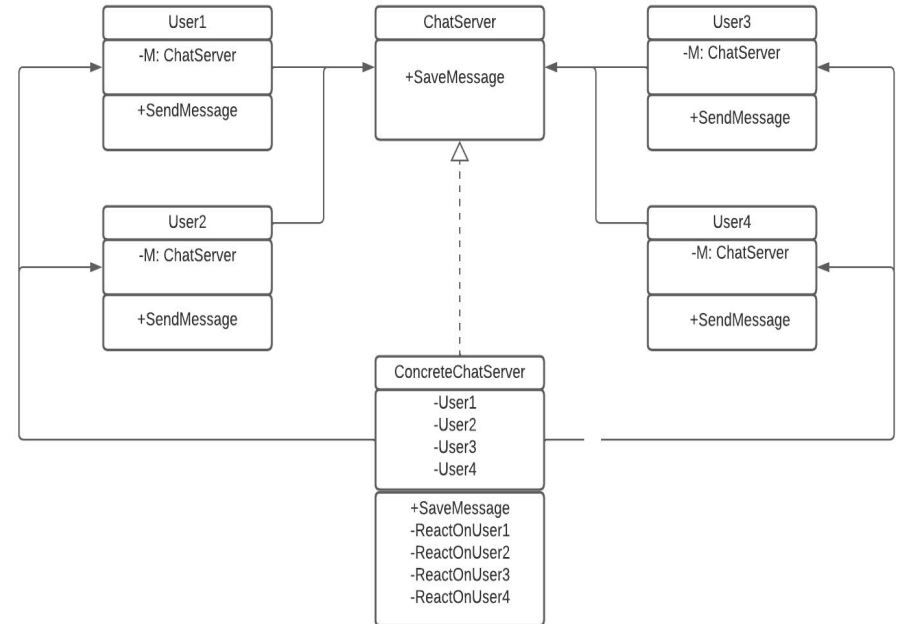 User1
-M: ChatServer
+SendMessage
ChatServer
+SaveMessage
User3
-M: ChatServer
+SendMessage
User2
-M: ChatServer
+SendMessage
User4
-M: ChatServer
+SendMessage
ConcreteChatServer
-User1
-User2
-User3
-User4
+SaveMessage
-ReactOnUser1
-ReactOnUser2
-ReactOnUser3
-ReactOnUser4